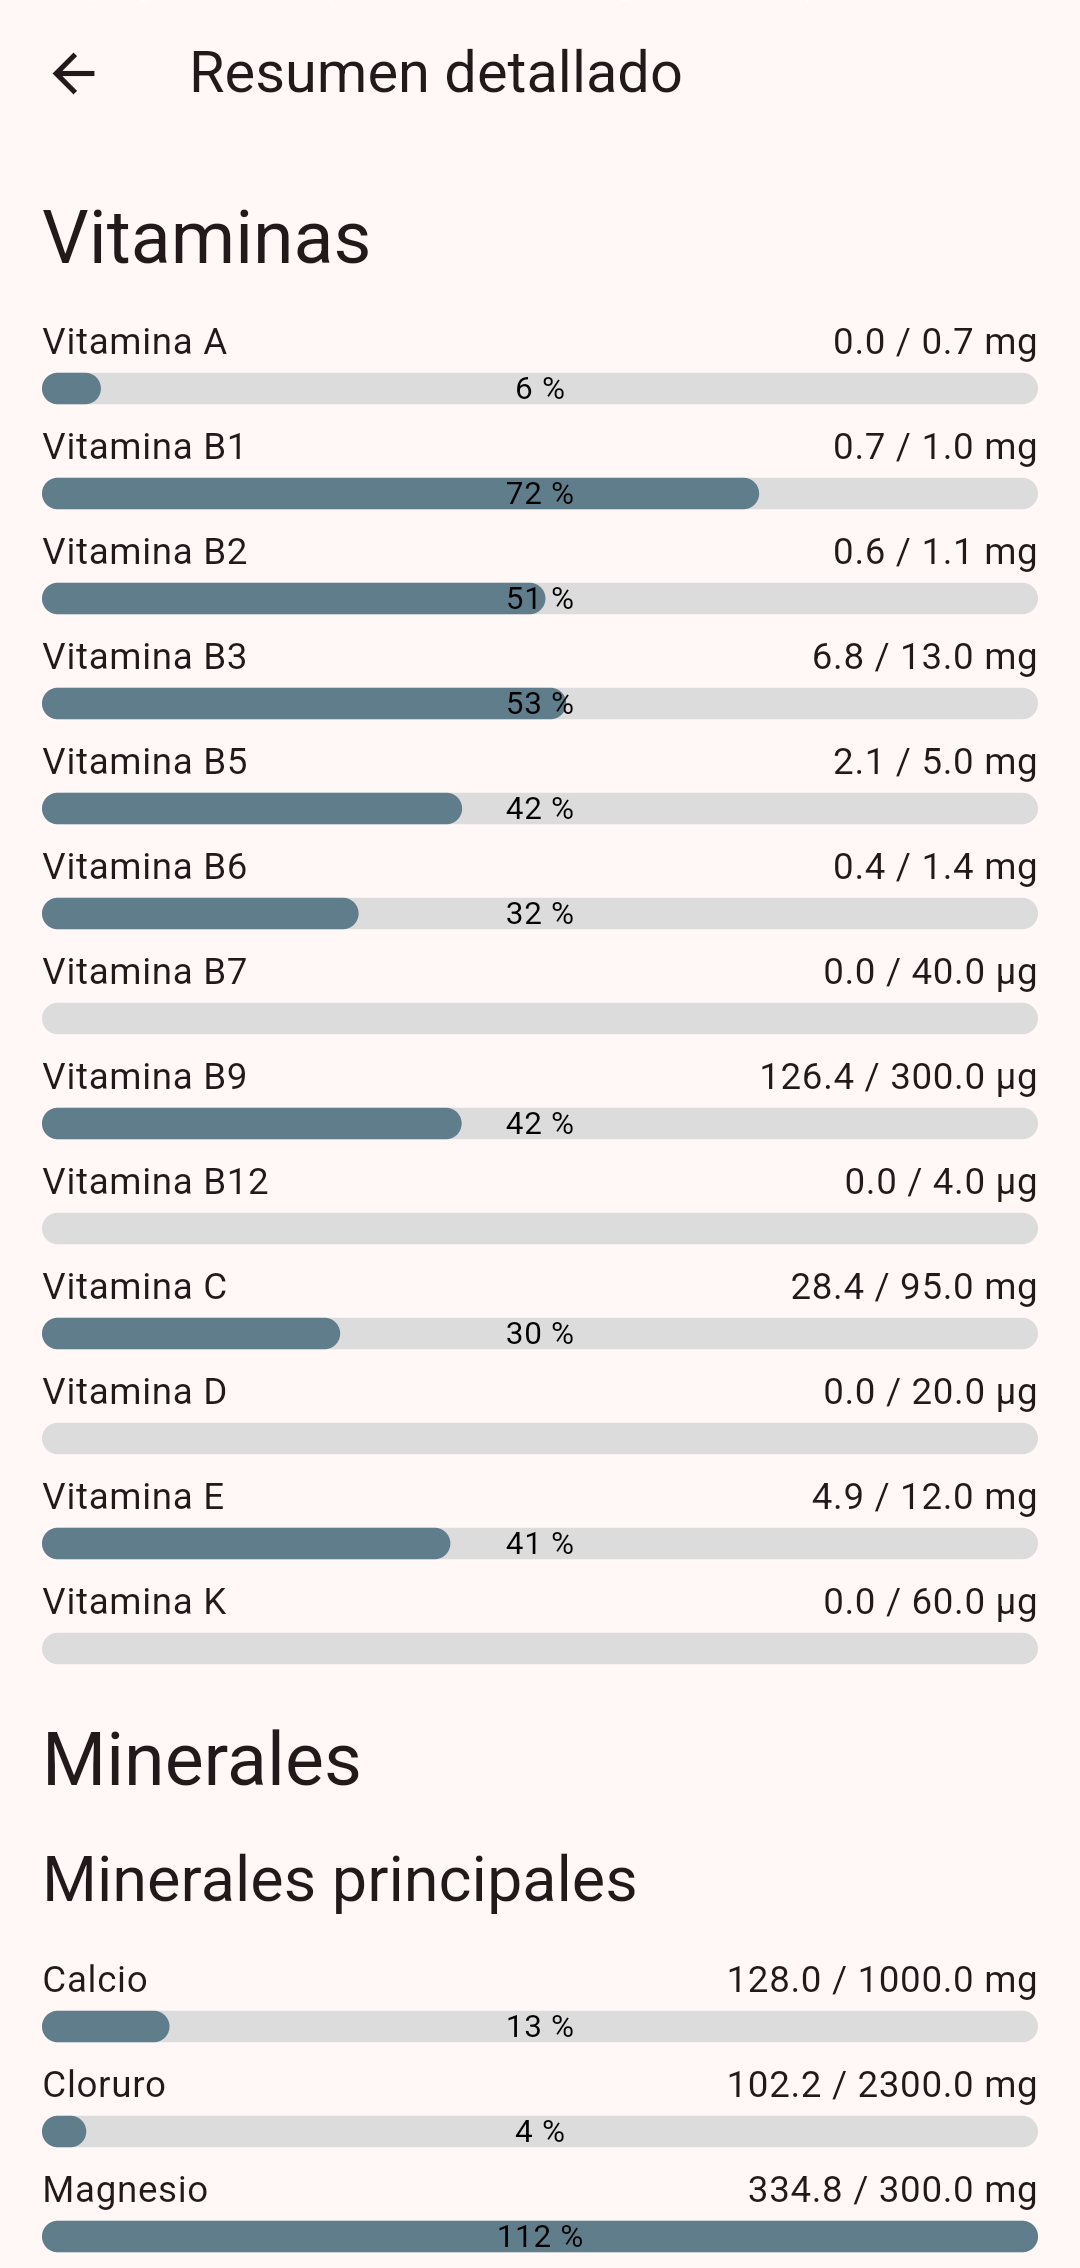 Resumen detallado
Vitaminas
Vitamina A 0.0 / 0.7 mg
6 %
Vitamina B1 0.7 / 1.0 mg
72 %
Vitamina B2 0.6 / 1.1 mg
51 %
Vitamina B3 6.8 / 13.0 mg
53 %
Vitamina B5 2.1 / 5.0 mg
42 %
Vitamina B6 0.4 / 1.4 mg
32 %
Vitamina B7 0.0 / 40.0 µg
Vitamina B9 126.4 / 300.0 µg
42 %
Vitamina B12 0.0 / 4.0 µg
Vitamina C 28.4 / 95.0 mg
30 %
Vitamina D 0.0 / 20.0 µg
Vitamina E 4.9 / 12.0 mg
41 %
Vitamina K 0.0 / 60.0 µg
Minerales
Minerales principales
Calcio 128.0 / 1000.0 mg
13 %
Cloruro 102.2 / 2300.0 mg
4 %
Magnesio 334.8 / 300.0 mg
112 %